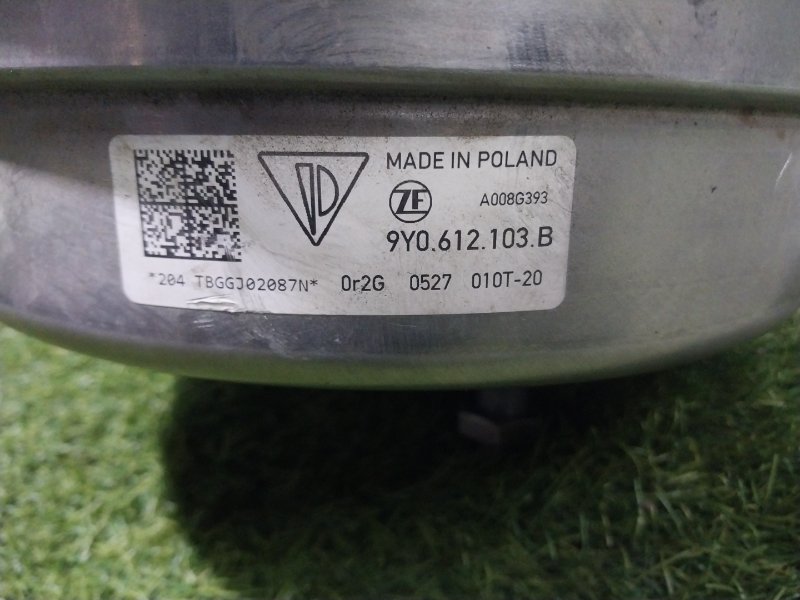 MADE IN POLAND
ZF A008G393
9Y0.612.103.B
*204 TBGGJ02087N* 0r2G 0527 010T-20